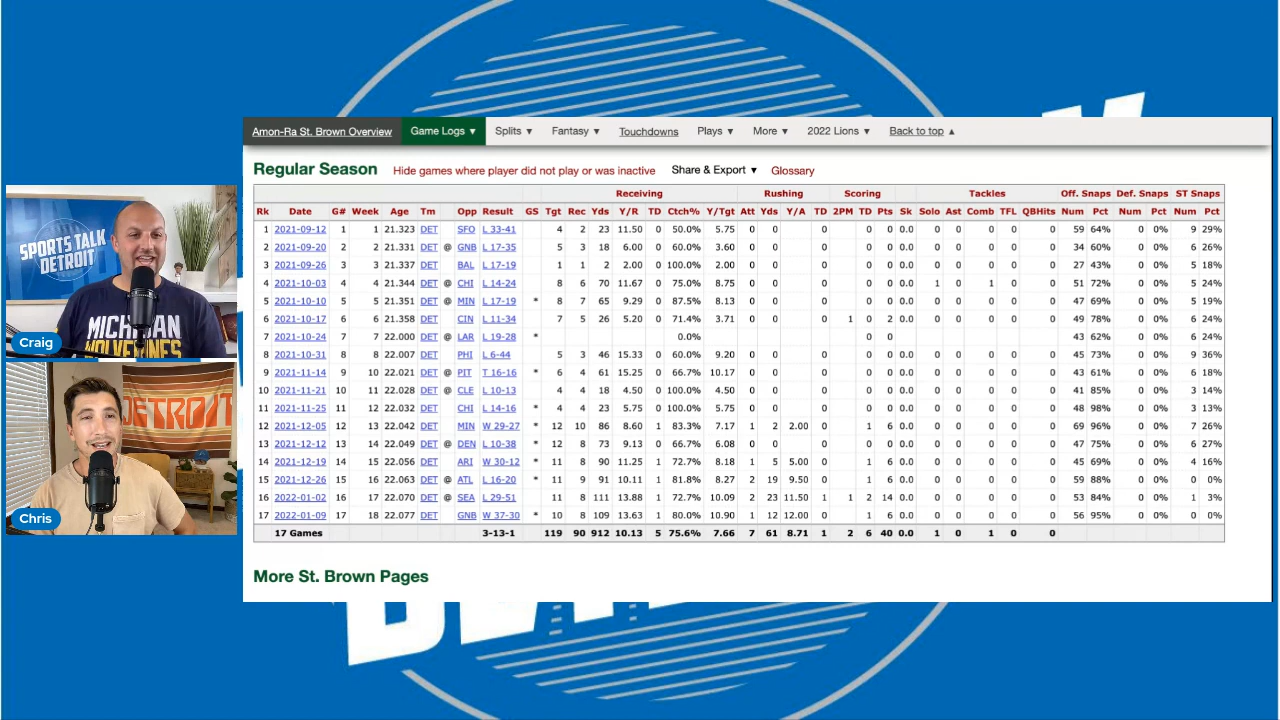 Amon-Ra St. Brown Overview Game Logs ▼ Splits ▼ Fantasy ▼ Touchdowns Plays ▼ More ▼ 2022 Lions ▼ Back to top ▲
Regular Season Hide games where player did not play or was inactive Share & Export ▼ Glossary
Receiving Rushing Scoring Tackles Off. Snaps Def. Snaps ST Snaps
Rk Date G# Week Age Tm Opp Result GS Tgt Rec Yds Y/R TD Ctch% Y/Tgt Att Yds Y/A TD 2PM TD Pts Sk Solo Ast Comb TFL QBHits Num Pct Num Pct Num Pct
1 2021-09-12 1 1 21.323 DET SFO L 33-41 4 2 23 11.50 0 50.0% 5.75 0 0 0 0 0 0.0 0 0 0 0 0 59 64% 0 0% 9 29%
2 2021-09-20 2 2 21.331 DET @ GNB L 17-35 5 3 18 6.00 0 60.0% 3.60 0 0 0 0 0 0.0 0 0 0 0 0 34 60% 0 0% 6 26%
3 2021-09-26 3 3 21.337 DET BAL L 17-19 1 1 2 2.00 0 100.0% 2.00 0 0 0 0 0 0.0 0 0 0 0 0 27 43% 0 0% 5 18%
4 2021-10-03 4 4 21.344 DET @ CHI L 14-24 8 6 70 11.67 0 75.0% 8.75 0 0 0 0 0 0.0 1 0 1 0 0 51 72% 0 0% 5 24%
5 2021-10-10 5 5 21.351 DET @ MIN L 17-19 * 8 7 65 9.29 0 87.5% 8.13 0 0 0 0 0 0.0 0 0 0 0 0 47 69% 0 0% 5 19%
6 2021-10-17 6 6 21.358 DET CIN L 11-34 7 5 26 5.20 0 71.4% 3.71 0 0 0 1 0 2 0.0 0 0 0 0 0 49 78% 0 0% 6 24%
7 2021-10-24 7 7 22.000 DET @ LAR L 19-28 * 0.0% 0 0 43 62% 0 0% 6 24%
8 2021-10-31 8 8 22.007 DET PHI L 6-44 5 3 46 15.33 0 60.0% 9.20 0 0 0 0 0 0.0 0 0 0 0 0 45 73% 0 0% 9 36%
9 2021-11-14 9 10 22.021 DET @ PIT T 16-16 * 6 4 61 15.25 0 66.7% 10.17 0 0 0 0 0 0.0 0 0 0 0 0 43 61% 0 0% 6 18%
10 2021-11-21 10 11 22.028 DET @ CLE L 10-13 4 4 18 4.50 0 100.0% 4.50 0 0 0 0 0 0.0 0 0 0 0 0 41 85% 0 0% 3 14%
11 2021-11-25 11 12 22.032 DET CHI L 14-16 * 4 4 23 5.75 0 100.0% 5.75 0 0 0 0 0 0.0 0 0 0 0 0 48 98% 0 0% 3 13%
12 2021-12-05 12 13 22.042 DET MIN W 29-27 * 12 10 86 8.60 1 83.3% 7.17 1 2 2.00 0 1 6 0.0 0 0 0 0 0 69 96% 0 0% 7 26%
13 2021-12-12 13 14 22.049 DET @ DEN L 10-38 * 12 8 73 9.13 0 66.7% 6.08 0 0 0 0 0 0.0 0 0 0 0 0 47 75% 0 0% 6 27%
14 2021-12-19 14 15 22.056 DET ARI W 30-12 * 11 8 90 11.25 1 72.7% 8.18 1 5 5.00 0 1 6 0.0 0 0 0 0 0 45 69% 0 0% 4 16%
15 2021-12-26 15 16 22.063 DET @ ATL L 16-20 * 11 9 91 10.11 1 81.8% 8.27 2 19 9.50 0 1 6 0.0 0 0 0 0 0 59 88% 0 0% 0 0%
16 2022-01-02 16 17 22.070 DET @ SEA L 29-51 11 8 111 13.88 1 72.7% 10.09 2 23 11.50 1 1 2 14 0.0 0 0 0 0 0 53 84% 0 0% 1 3%
17 2022-01-09 17 18 22.077 DET GNB W 37-30 * 10 8 109 13.63 1 80.0% 10.90 1 12 12.00 0 1 6 0.0 0 0 0 0 0 56 95% 0 0% 0 0%
17 Games 3-13-1 119 90 912 10.13 5 75.6% 7.66 7 61 8.71 1 2 6 40 0.0 1 0 1 0 0
More St. Brown Pages
SPORTS TALK
DETROIT
MICHIGAN
WOLVERINES
Craig
DETROIT
Chris